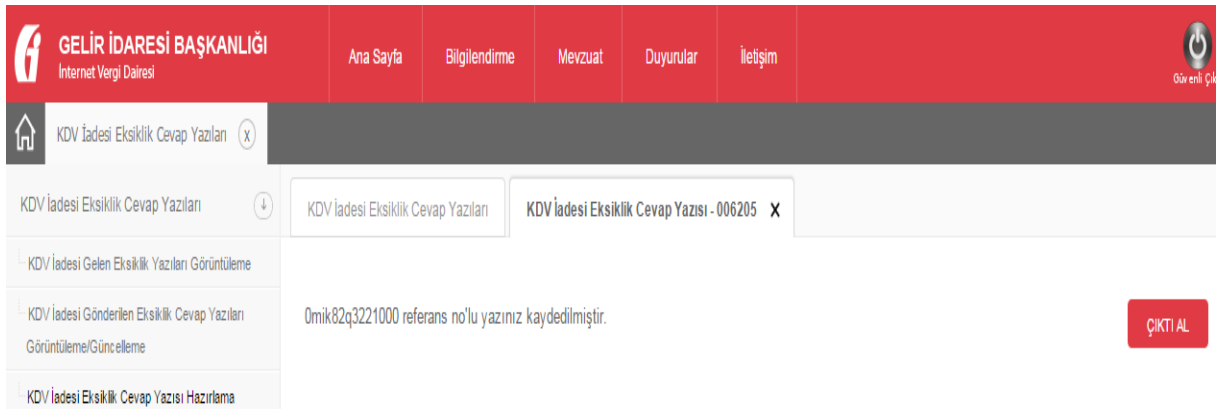 GELİR İDARESİ BAŞKANLIĞI
İnternet Vergi Dairesi
Ana Sayfa
Bilgilendirme
Mevzuat
Duyurular
İletişim
Güvenli Çık
KDV İadesi Eksiklik Cevap Yazıları
KDV İadesi Eksiklik Cevap Yazıları
KDV İadesi Eksiklik Cevap Yazıları
KDV İadesi Eksiklik Cevap Yazısı - 006205 X
KDV İadesi Gelen Eksiklik Yazıları Görüntüleme
KDV İadesi Gönderilen Eksiklik Cevap Yazıları
Görüntüleme/Güncelleme
KDV İadesi Eksiklik Cevap Yazısı Hazırlama
0mik82q3221000 referans no'lu yazınız kaydedilmiştir.
ÇIKTI AL